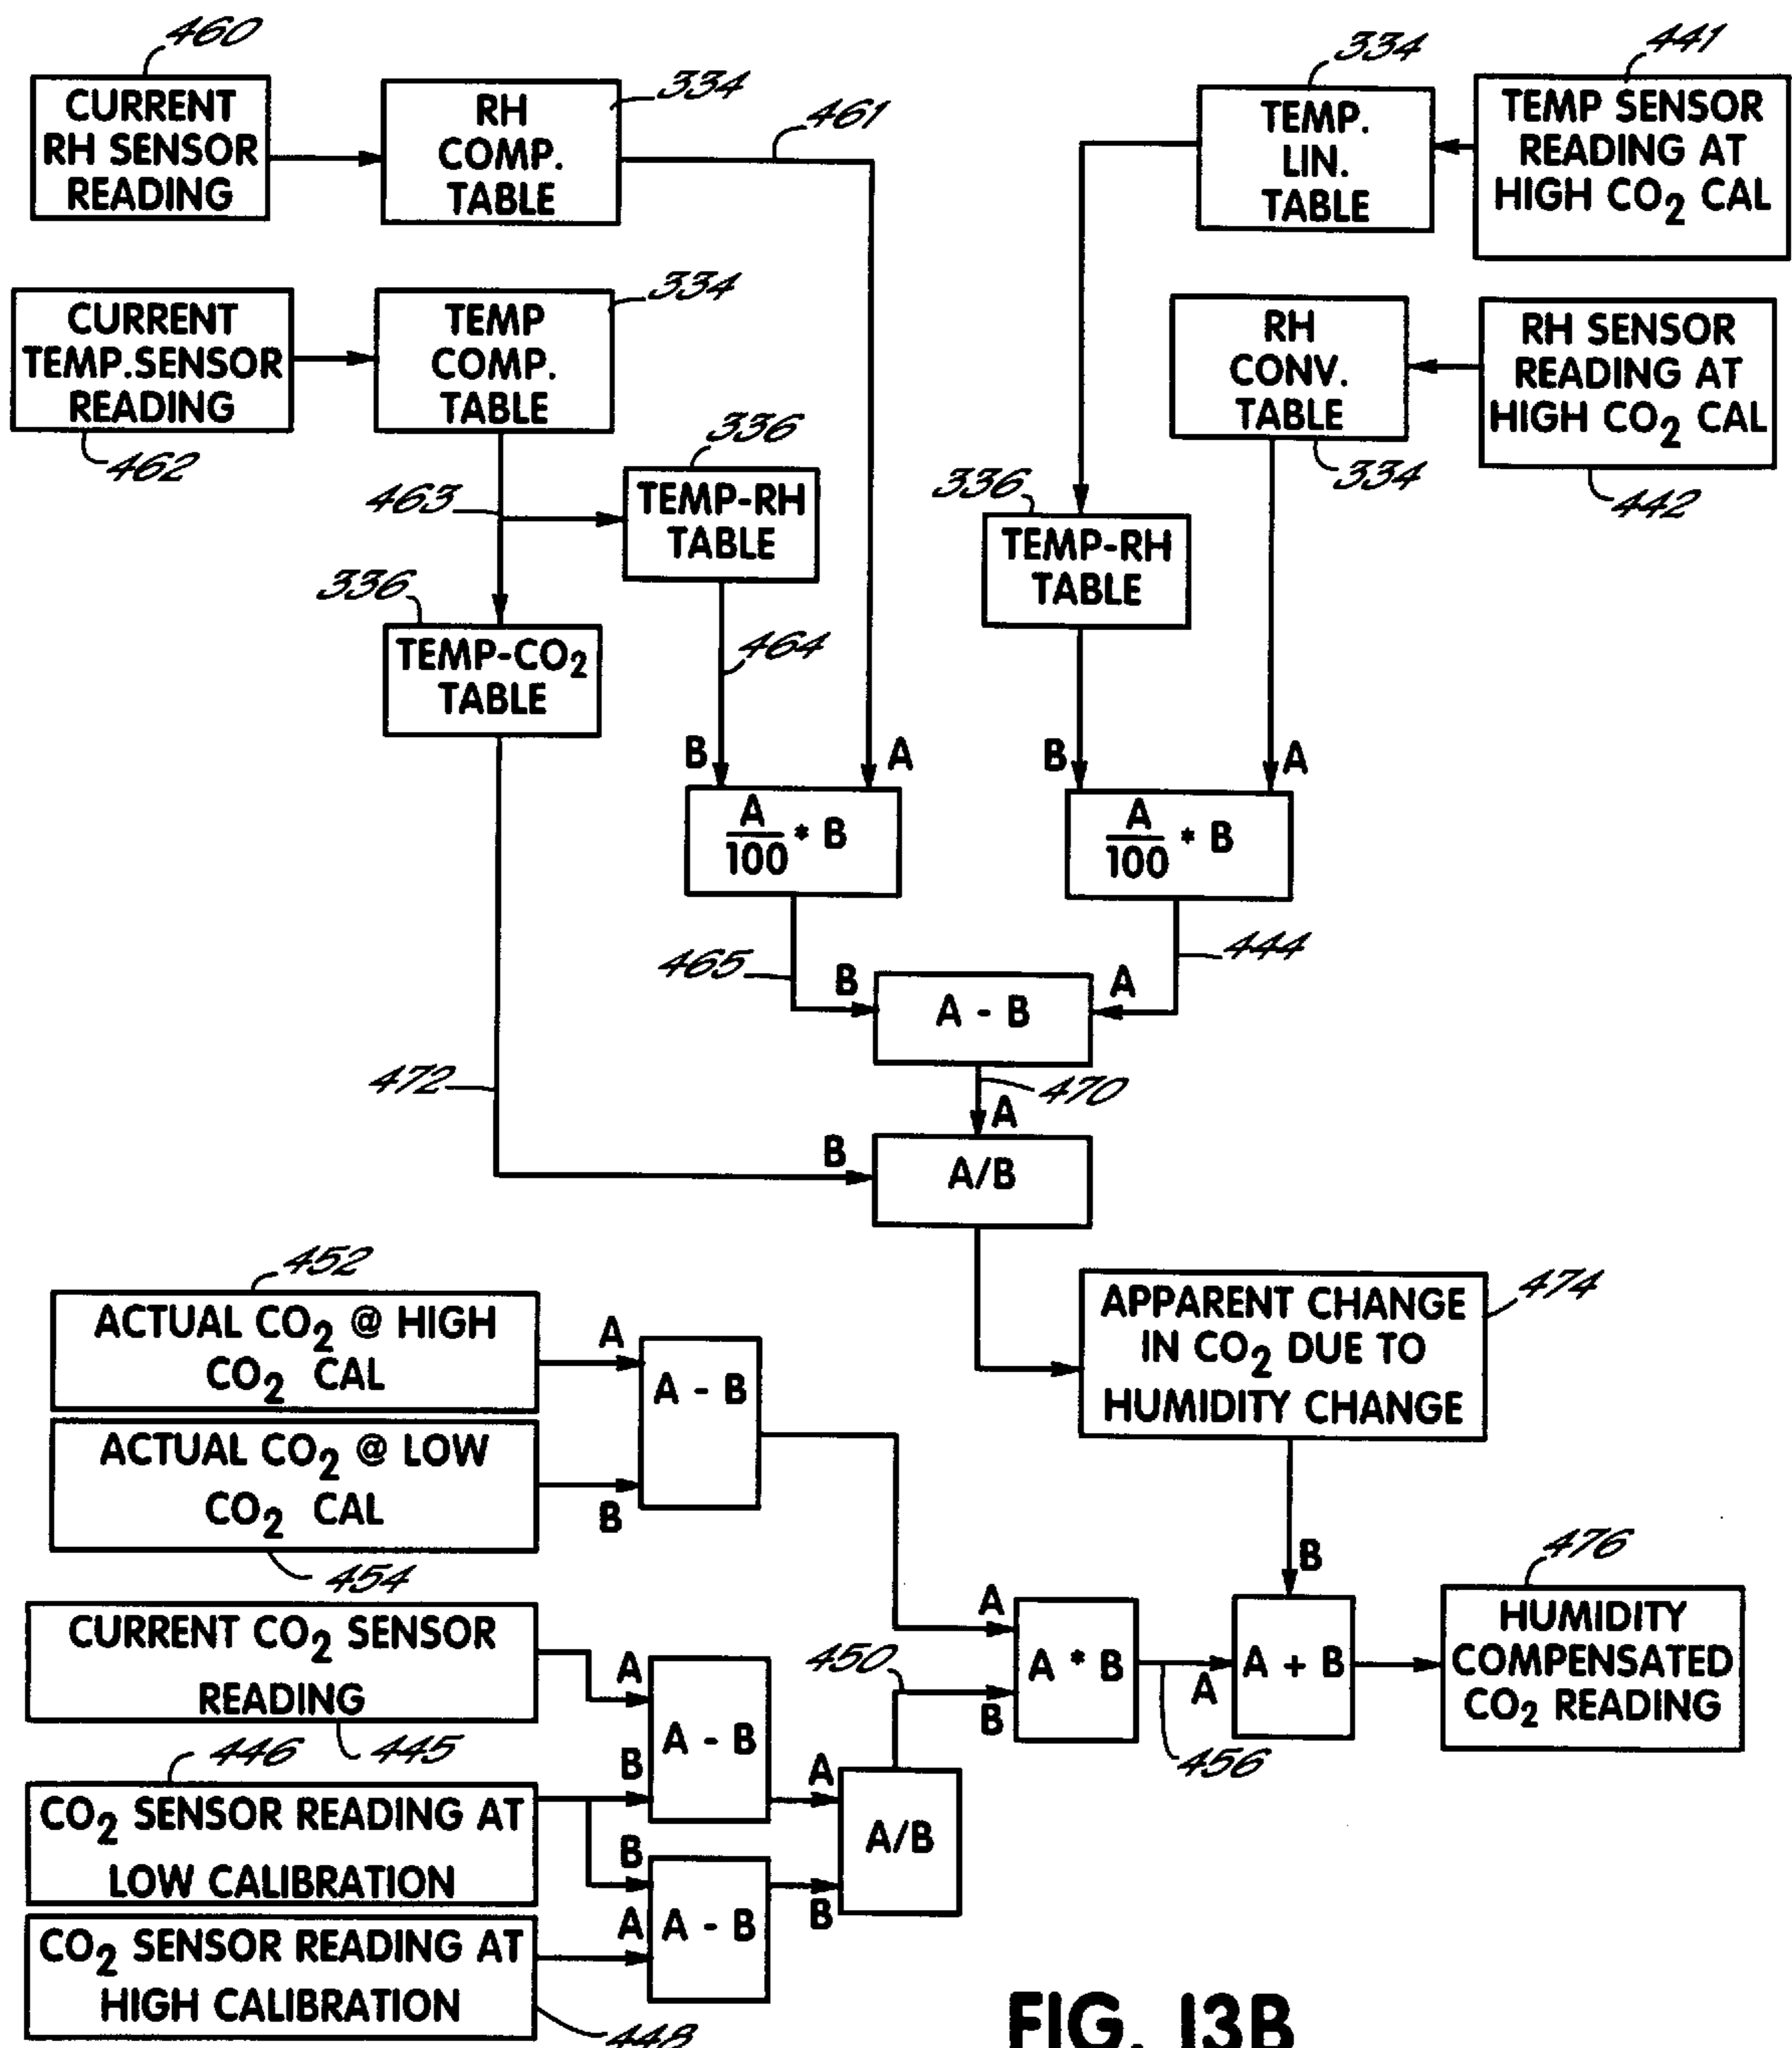 460
CURRENT
RH SENSOR
READING
RH
COMP.
TABLE
334
461
334
TEMP.
LIN.
TABLE
441
TEMP SENSOR
READING AT
HIGH CO2 CAL
CURRENT
TEMP.SENSOR
READING
462
TEMP
COMP.
TABLE
334
RH
CONV.
TABLE
334
RH SENSOR
READING AT
HIGH CO2 CAL
442
463
336
TEMP-RH
TABLE
336
TEMP-RH
TABLE
336
TEMP-CO2
TABLE
464
B
A
A
100 * B
B
A
A
100 * B
465
B
A - B
A
444
472
470
A
B
A/B
452
ACTUAL CO2 @ HIGH
CO2 CAL
A
A - B
ACTUAL CO2 @ LOW
CO2 CAL
B
454
APPARENT CHANGE
IN CO2 DUE TO
HUMIDITY CHANGE
474
CURRENT CO2 SENSOR
READING
445
A
A - B
B
446
CO2 SENSOR READING AT
LOW CALIBRATION
B
A - B
A
CO2 SENSOR READING AT
HIGH CALIBRATION
448
A
A/B
B
450
A
A * B
B
456
B
A + B
A
476
HUMIDITY
COMPENSATED
CO2 READING
FIG. 13B